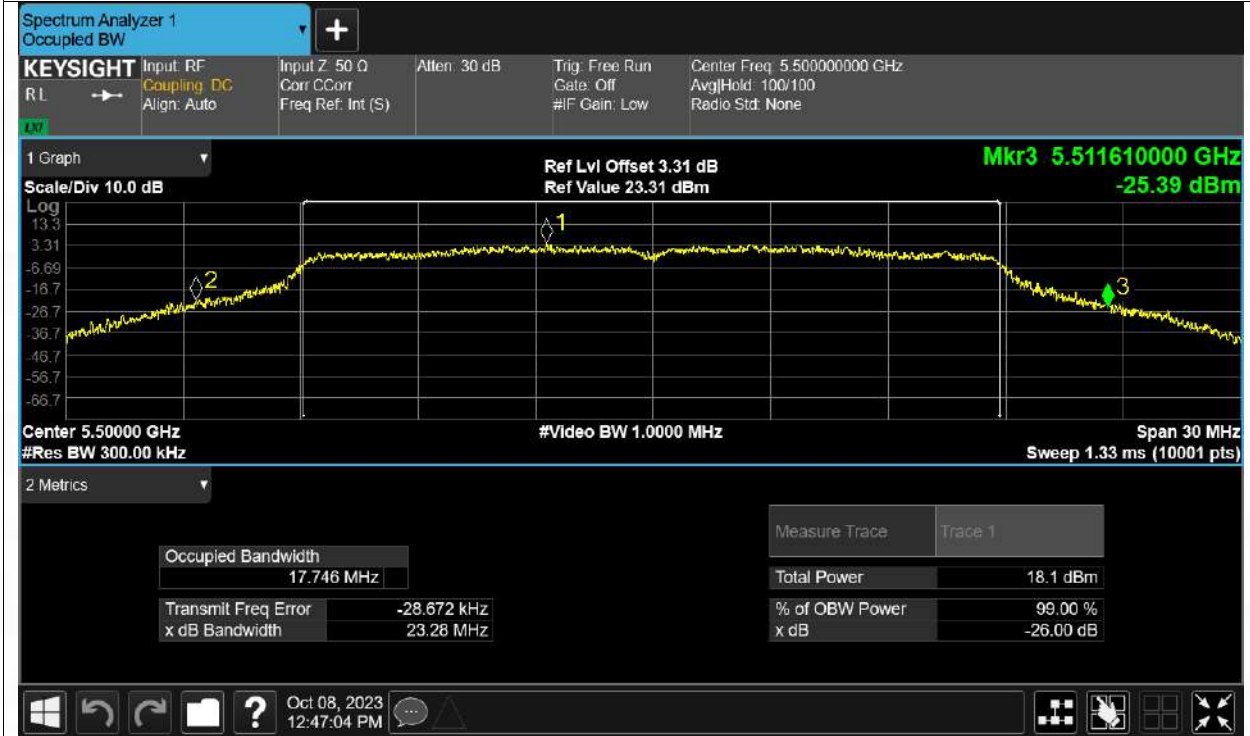 Spectrum Analyzer 1
Occupied BW
+
KEYSIGHT
RL
LXI
Input: RF
Coupling: DC
Align: Auto
Input Z: 50 Ω
Corr CCorr
Freq Ref: Int (S)
Atten: 30 dB
Trig: Free Run
Gate: Off
#IF Gain: Low
Center Freq: 5.500000000 GHz
Avg|Hold: 100/100
Radio Std: None
1 Graph
Scale/Div 10.0 dB
Ref Lvl Offset 3.31 dB
Ref Value 23.31 dBm
Mkr3 5.511610000 GHz
-25.39 dBm
Log
13.3
3.31
-6.69
-16.7
-26.7
-36.7
-46.7
-56.7
-66.7
1
2
3
Center 5.50000 GHz
#Res BW 300.00 kHz
#Video BW 1.0000 MHz
Span 30 MHz
Sweep 1.33 ms (10001 pts)
2 Metrics
Measure Trace Trace 1
Occupied Bandwidth
17.746 MHz
Total Power 18.1 dBm
Transmit Freq Error -28.672 kHz
% of OBW Power 99.00 %
x dB Bandwidth 23.28 MHz
x dB -26.00 dB
?
Oct 08, 2023
12:47:04 PM